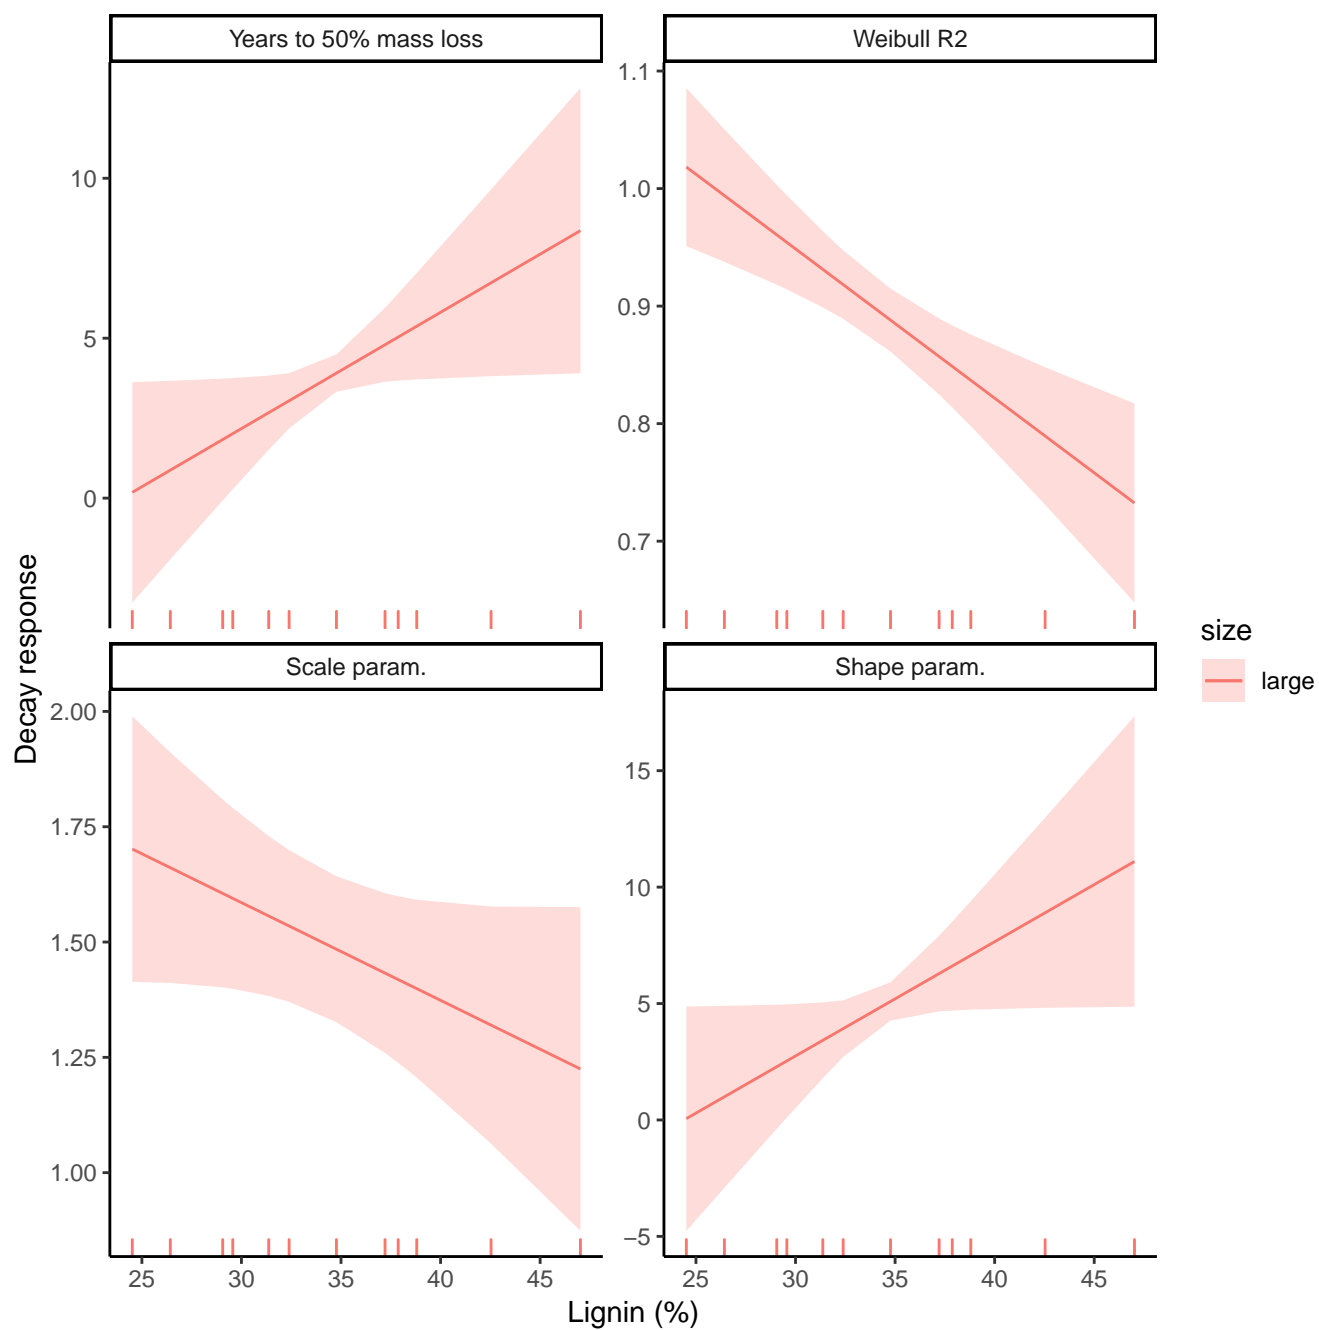 Years to 50% mass loss
Weibull R2
10
5
0
1.1
1.0
0.9
0.8
0.7
Decay response
Scale param.
Shape param.
2.00
1.75
1.50
1.25
1.00
15
10
5
0
−5
25 30 35 40 45
25 30 35 40 45
Lignin (%)
size
large